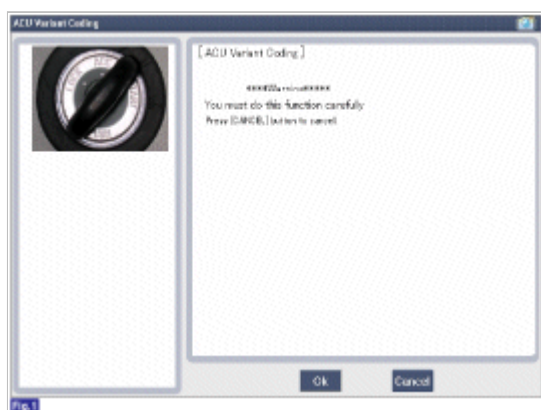 ACU Variant Coding
[ ACU Variant Coding ]
You must do this function carefully
Press [CANCEL] button to cancel
LOCK
Ok
Cancel
Fig.1